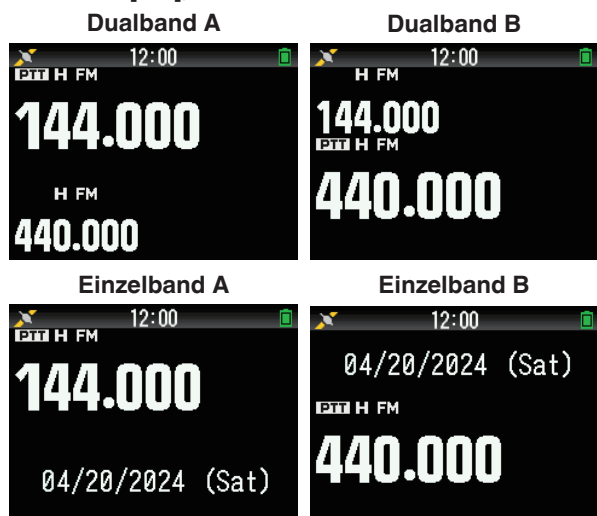 Dualband A
12:00
PTT H FM
144.000
H FM
440.000
Dualband B
12:00
H FM
144.000
PTT H FM
440.000
Einzelband A
12:00
PTT H FM
144.000
04/20/2024 (Sat)
Einzelband B
12:00
04/20/2024 (Sat)
PTT H FM
440.000